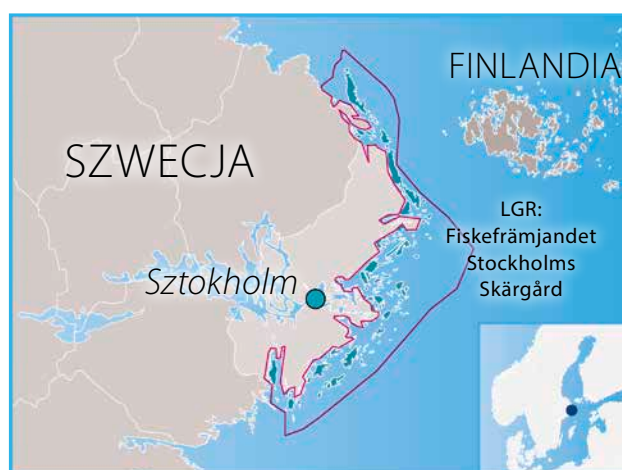 FINLANDIA
SZWECJA
LGR:
Fiskefrämjandet
Stockholms
Skärgård
Sztokholm